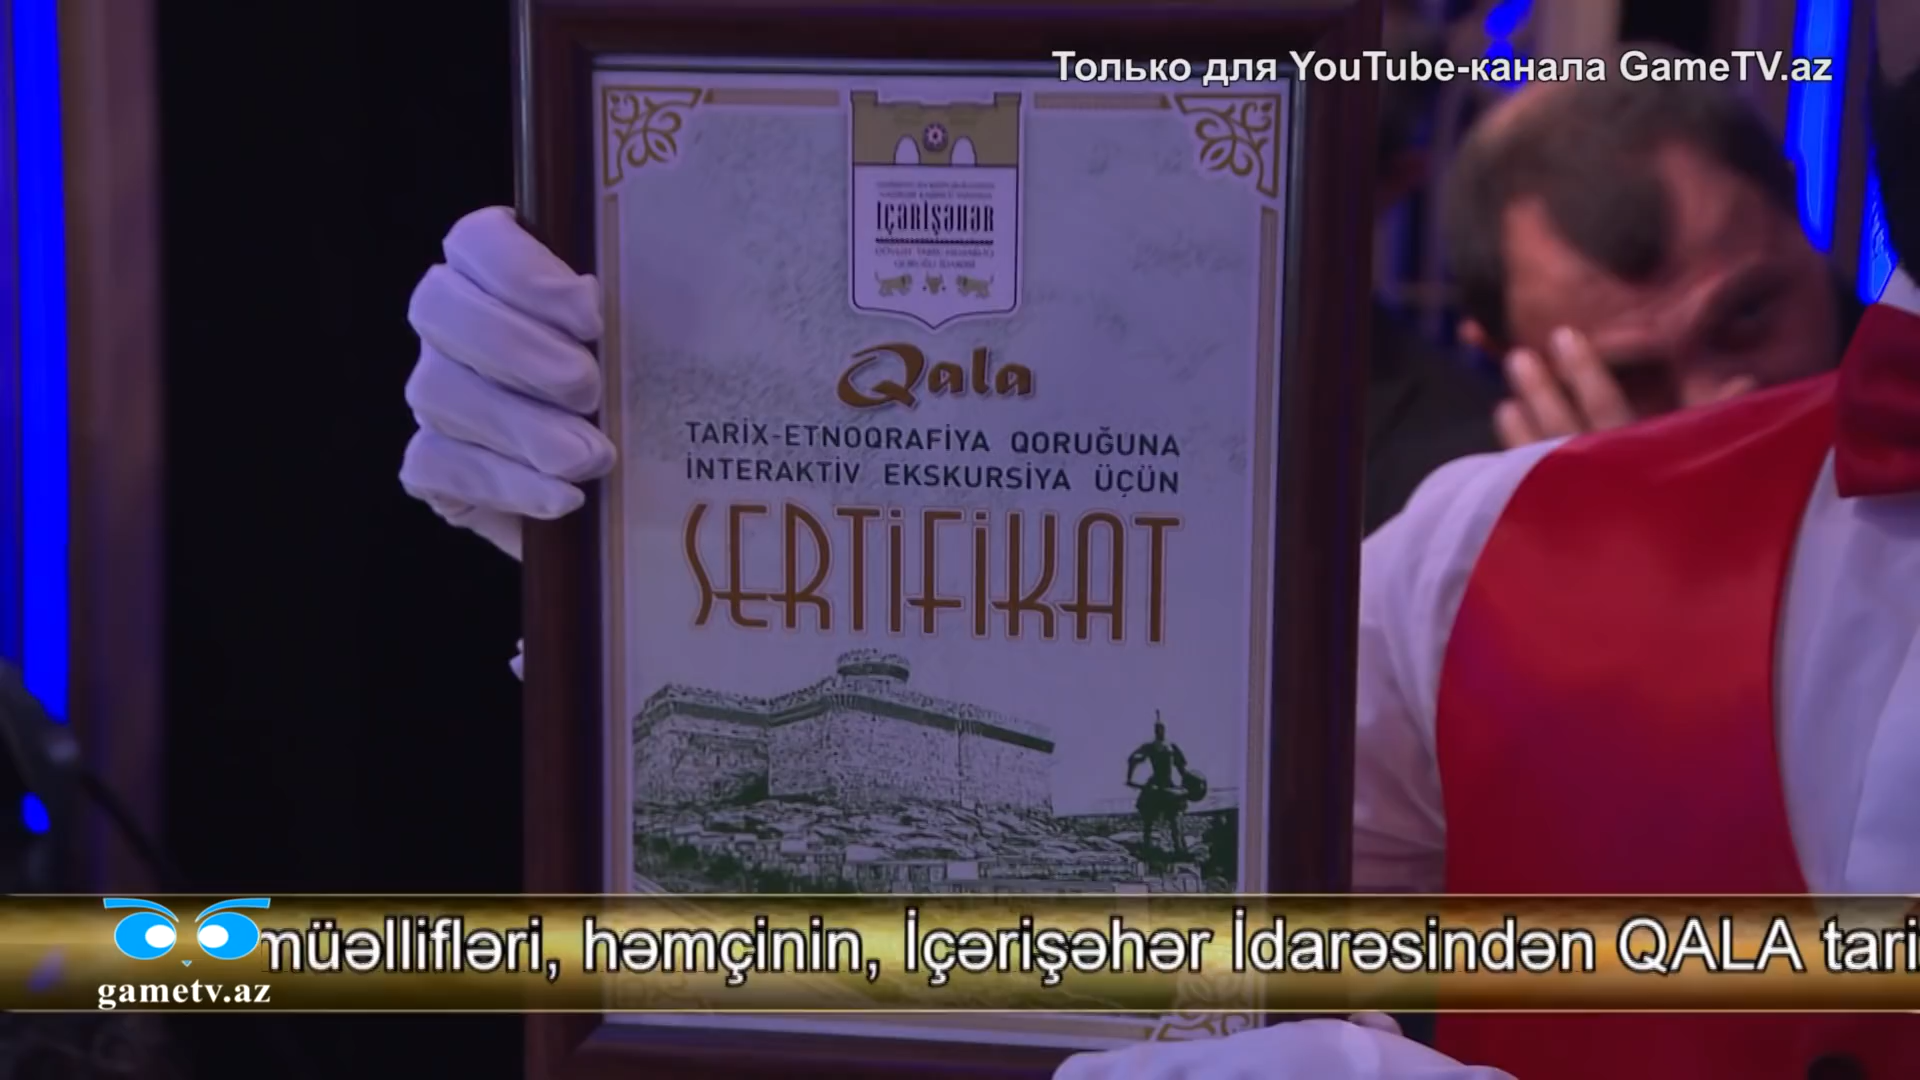 Только для YouTube-канала GameTV.az
İÇƏRİŞƏHƏR
Qala
TARİX-ETNOQRAFİYA QORUĞUNA
İNTERAKTİV EKSKURSİYA ÜÇÜN
SERTİFİKAT
müəllifləri, həmçinin, İçərişəhər İdarəsindən QALA tari
gametv.az